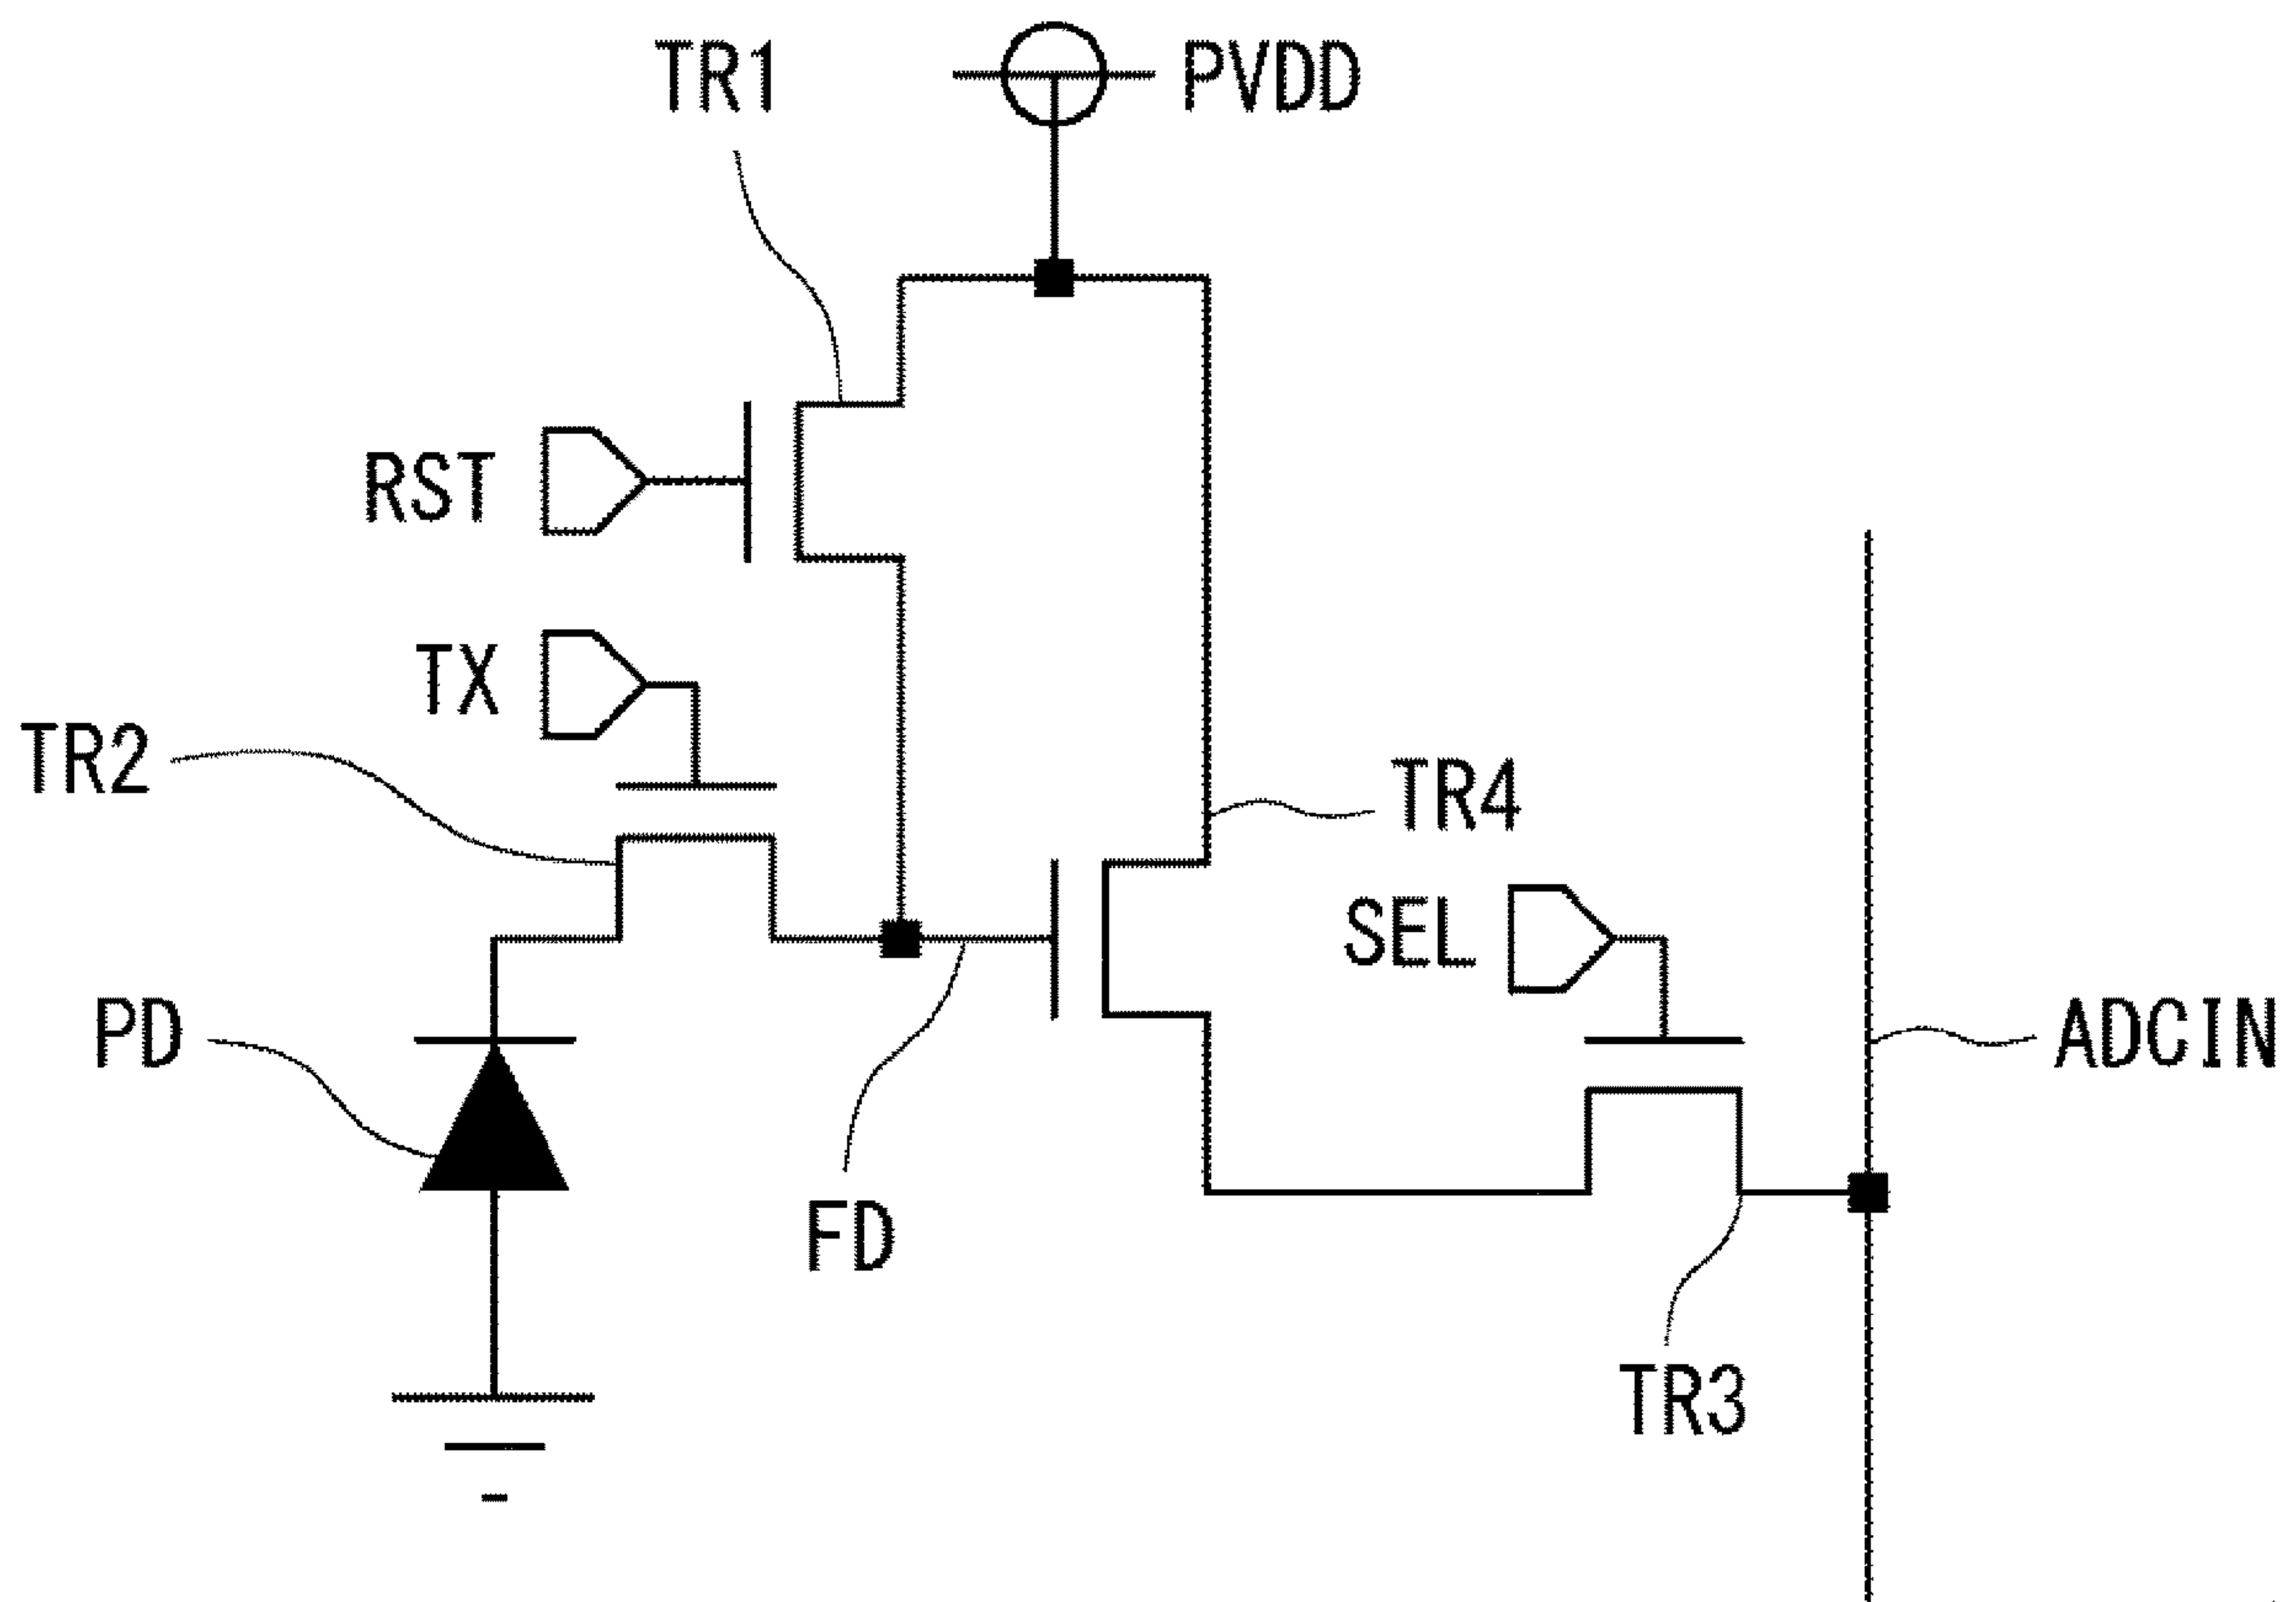 TR1
PVDD
RST
TX
TR2
TR4
SEL
PD
ADCIN
FD
TR3